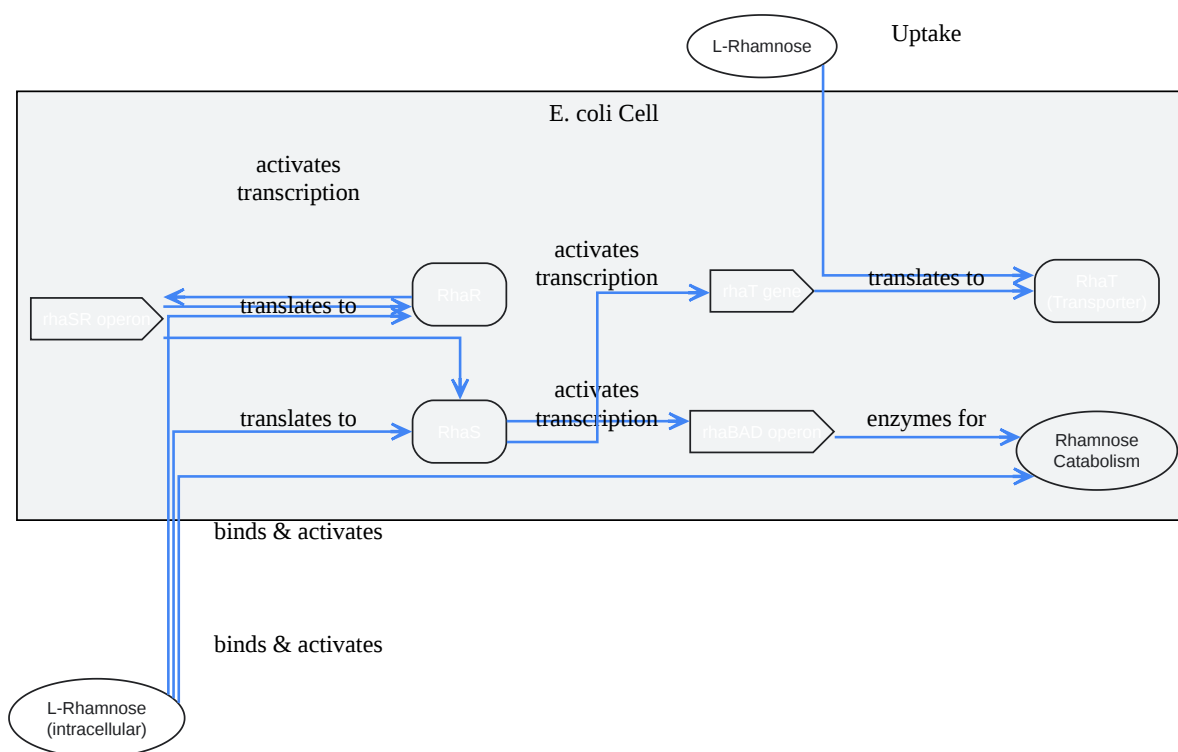 L-Rhamnose
Uptake
E. coli Cell
activates
transcription
activates
transcription
RhaR
rhaSR operon
translates to
rhaT gene
translates to
RhaT
(Transporter)
activates
transcription
translates to
RhaS
rhaBAD operon
enzymes for
Rhamnose
Catabolism
binds & activates
binds & activates
L-Rhamnose
(intracellular)